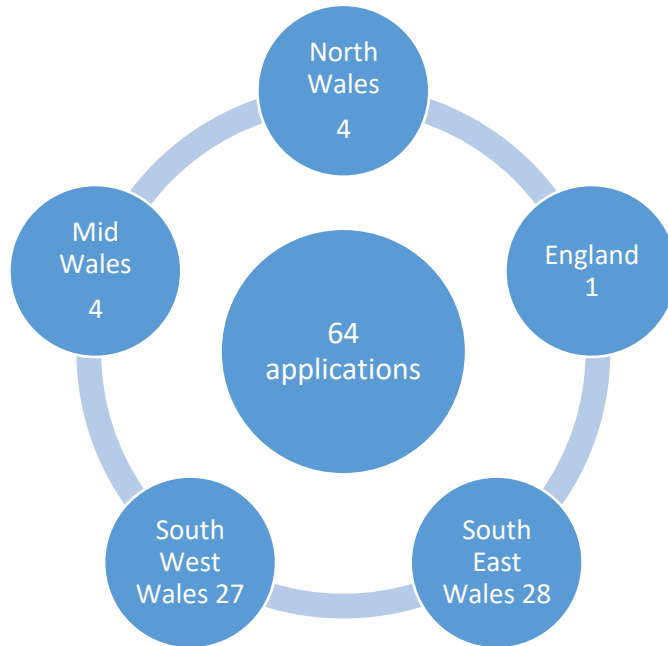 North
Wales
4
England
1
South
East
Wales 28
South
West
Wales 27
Mid
Wales
4
64
applications